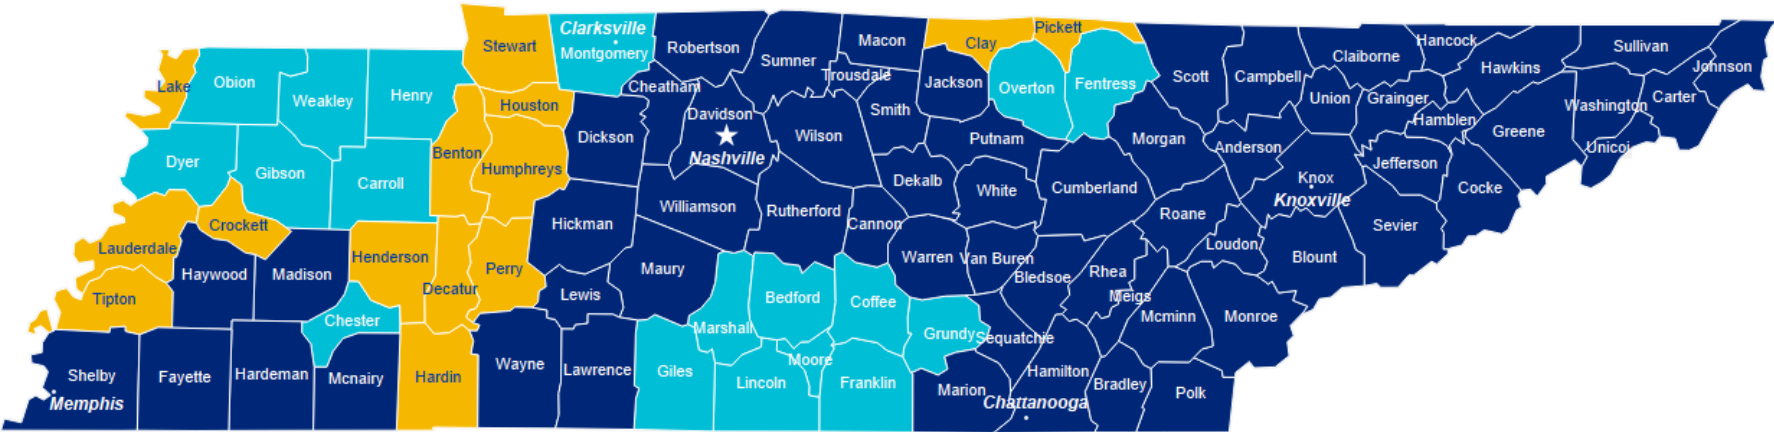 Clarksville
Stewart
Montgomery
Robertson
Macon
Clay
Pickett
Hancock
Sullivan
Lake
Obion
Weakley
Henry
Houston
Cheatham
Sumner
Trousdale
Jackson
Overton
Fentress
Scott
Campbell
Claiborne
Union
Grainger
Hawkins
Johnson
Carter
Washington
Hamblen
Greene
Unicoi
Dyer
Gibson
Carroll
Benton
Humphreys
Dickson
Davidson
Nashville
Wilson
Smith
Putnam
Morgan
Anderson
Knox
Knoxville
Jefferson
Cocke
Dekalb
White
Cumberland
Lauderdale
Crockett
Henderson
Decatur
Perry
Hickman
Williamson
Rutherford
Cannon
Warren
Van Buren
Roane
Loudon
Blount
Sevier
Tipton
Haywood
Madison
Chester
Lewis
Maury
Bedford
Coffee
Bledsoe
Rhea
Meigs
Mcminn
Monroe
Marshall
Moore
Grundy
Sequatchie
Shelby
Memphis
Fayette
Hardeman
Mcnairy
Hardin
Wayne
Lawrence
Giles
Lincoln
Franklin
Marion
Hamilton
Chattanooga
Bradley
Polk